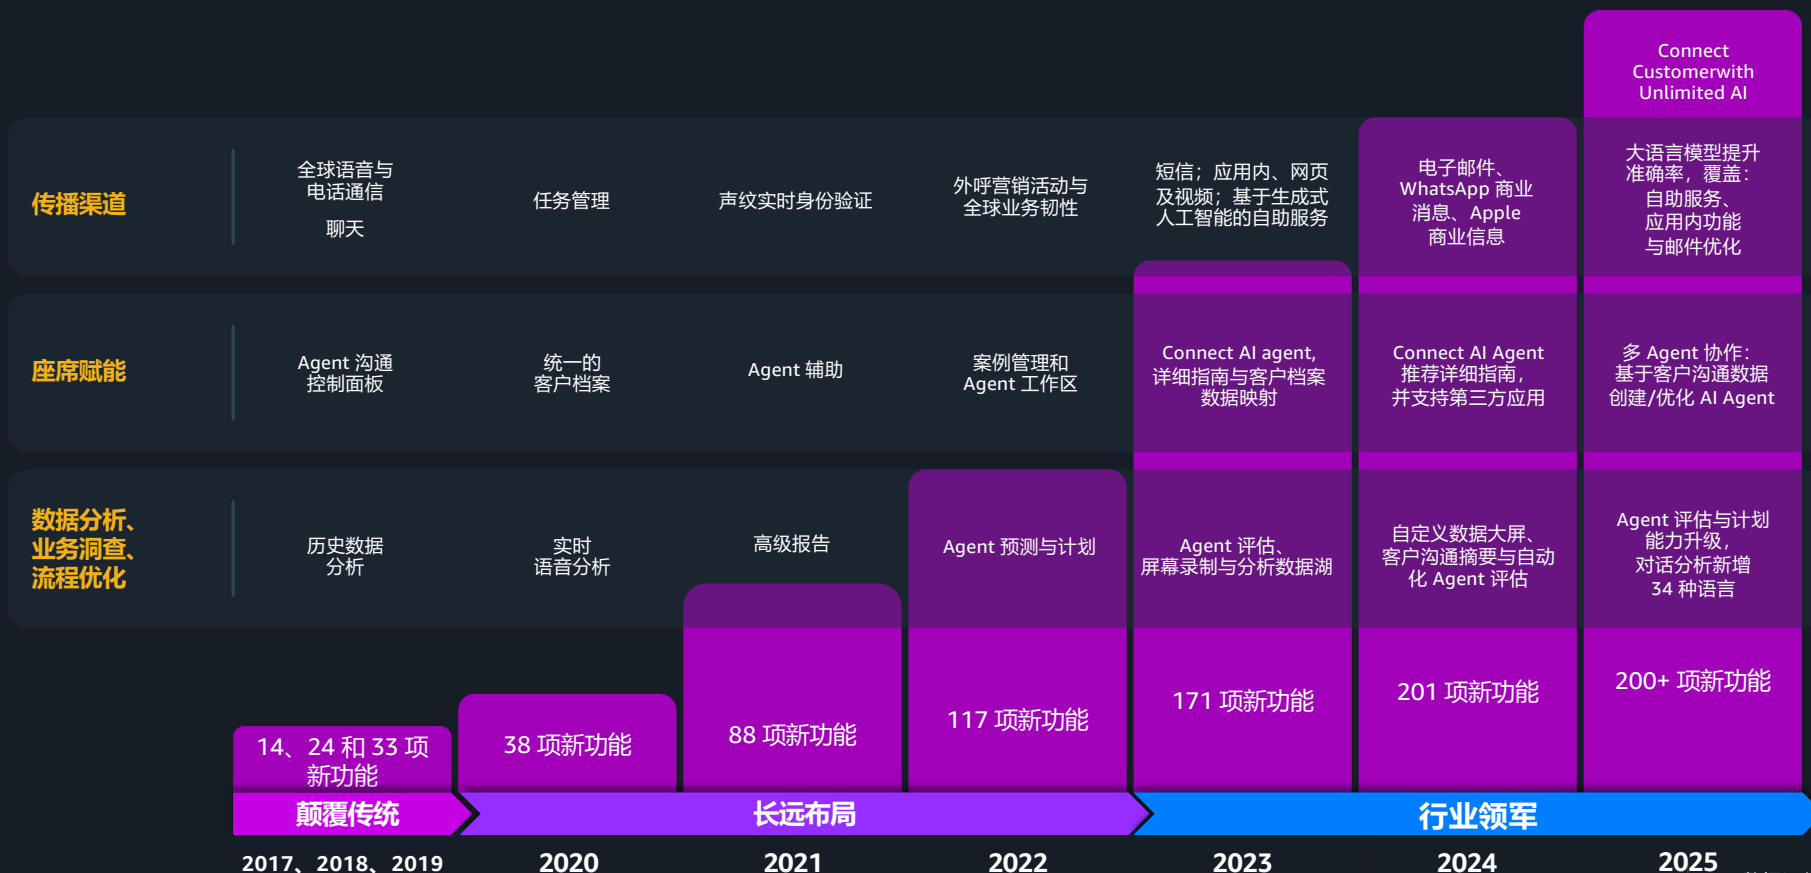 Connect
Customerwith
Unlimited AI
传播渠道
全球语音与
电话通信
聊天
任务管理
声纹实时身份验证
外呼营销活动与
全球业务韧性
短信；应用内、网页
及视频；基于生成式
人工智能的自助服务
电子邮件、
WhatsApp 商业
消息、Apple
商业信息
大语言模型提升
准确率，覆盖：
自助服务、
应用内功能
与邮件优化
座席赋能
Agent 沟通
控制面板
统一的
客户档案
Agent 辅助
案例管理和
Agent 工作区
Connect AI agent,
详细指南与客户档案
数据映射
Connect AI Agent
推荐详细指南，
并支持第三方应用
多 Agent 协作：
基于客户沟通数据
创建/优化 AI Agent
数据分析、
业务洞查、
流程优化
历史数据
分析
实时
语音分析
高级报告
Agent 预测与计划
Agent 评估、
屏幕录制与分析数据湖
自定义数据大屏、
客户沟通摘要与自动
化 Agent 评估
Agent 评估与计划
能力升级，
对话分析新增
34 种语言
14、24 和 33 项
新功能
38 项新功能
88 项新功能
117 项新功能
171 项新功能
201 项新功能
200+ 项新功能
颠覆传统
长远布局
行业领军
2017、2018、2019
2020
2021
2022
2023
2024
2025